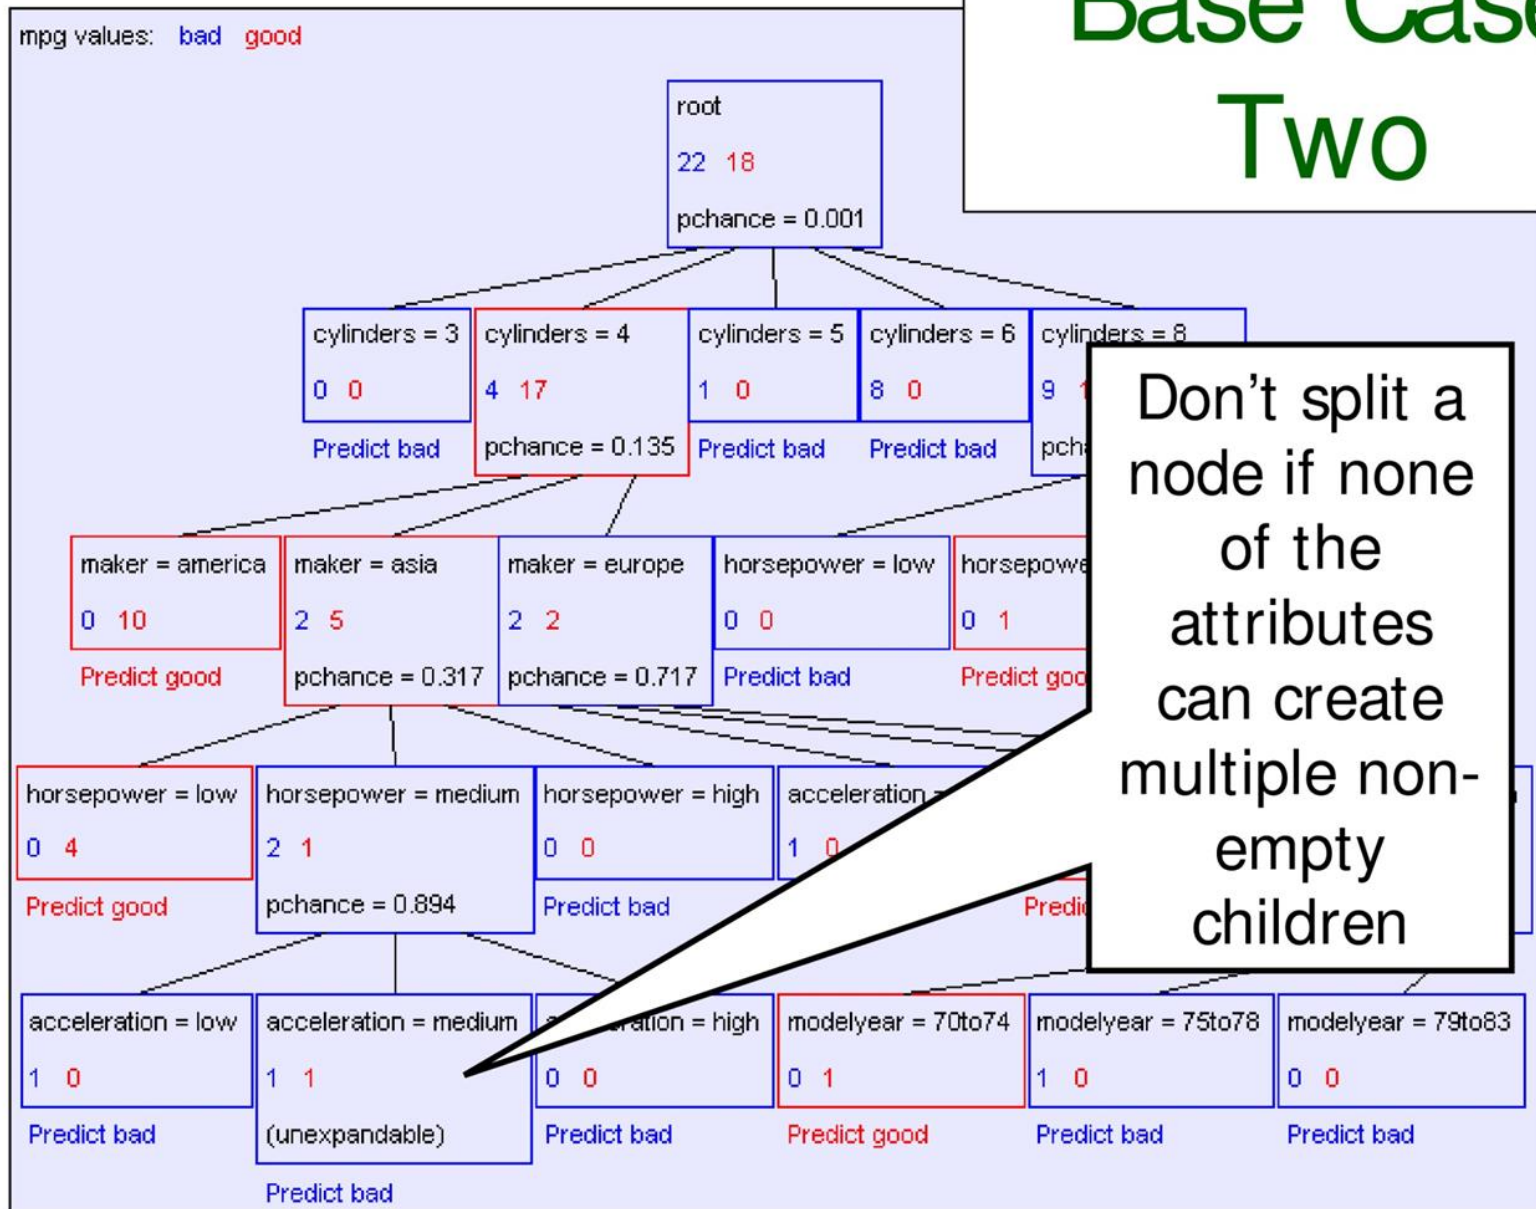 mpg values: bad good
Base Case
Two
root
22 18
pchance = 0.001
cylinders = 3
0 0
Predict bad
cylinders = 4
4 17
pchance = 0.135
cylinders = 5
1 0
Predict bad
cylinders = 6
8 0
Predict bad
cylinders = 8
9 1
maker = america
0 10
Predict good
maker = asia
2 5
pchance = 0.317
maker = europe
2 2
pchance = 0.717
horsepower = low
0 0
Predict bad
horsepowe
0 1
Predict goo
horsepower = low
0 4
Predict good
horsepower = medium
2 1
pchance = 0.894
horsepower = high
0 0
Predict bad
acceleration =
1 0
acceleration = low
1 0
Predict bad
acceleration = medium
1 1
(unexpandable)
Predict bad
acceleration = high
0 0
Predict bad
modelyear = 70to74
0 1
Predict good
modelyear = 75to78
1 0
Predict bad
modelyear = 79to83
0 0
Predict bad
Don't split a
node if none
of the
attributes
can create
multiple non-
empty
children